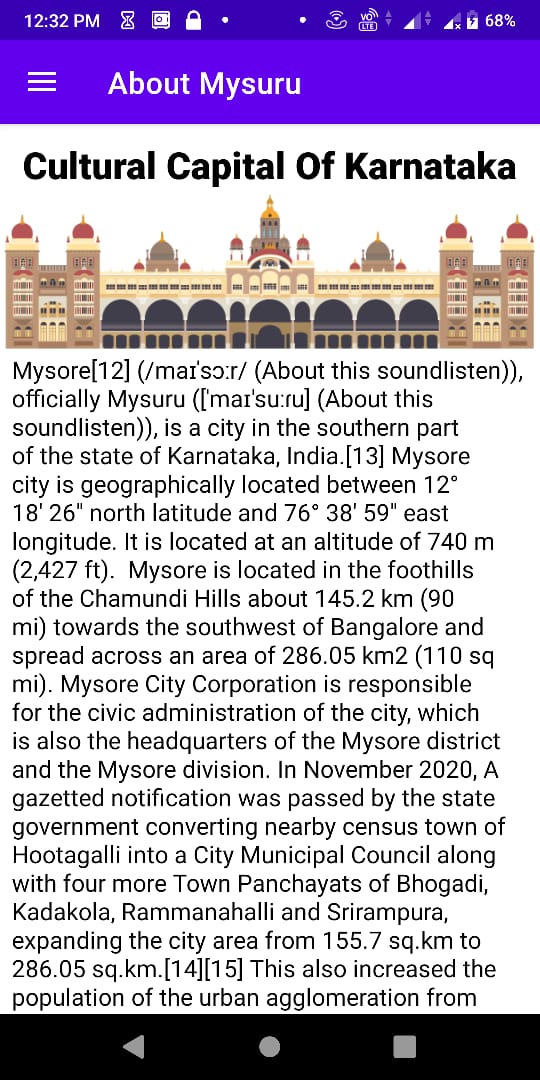 12:32 PM
VO
LTE
68%
About Mysuru
Cultural Capital Of Karnataka
Mysore[12] (/maɪˈsɔːr/ (About this soundlisten)),
officially Mysuru ([ˈmaɪˈsuːɾu] (About this
soundlisten)), is a city in the southern part
of the state of Karnataka, India.[13] Mysore
city is geographically located between 12°
18′ 26″ north latitude and 76° 38′ 59″ east
longitude. It is located at an altitude of 740 m
(2,427 ft).  Mysore is located in the foothills
of the Chamundi Hills about 145.2 km (90
mi) towards the southwest of Bangalore and
spread across an area of 286.05 km2 (110 sq
mi). Mysore City Corporation is responsible
for the civic administration of the city, which
is also the headquarters of the Mysore district
and the Mysore division. In November 2020, A
gazetted notification was passed by the state
government converting nearby census town of
Hootagalli into a City Municipal Council along
with four more Town Panchayats of Bhogadi,
Kadakola, Rammanahalli and Srirampura,
expanding the city area from 155.7 sq.km to
286.05 sq.km.[14][15] This also increased the
population of the urban agglomeration from